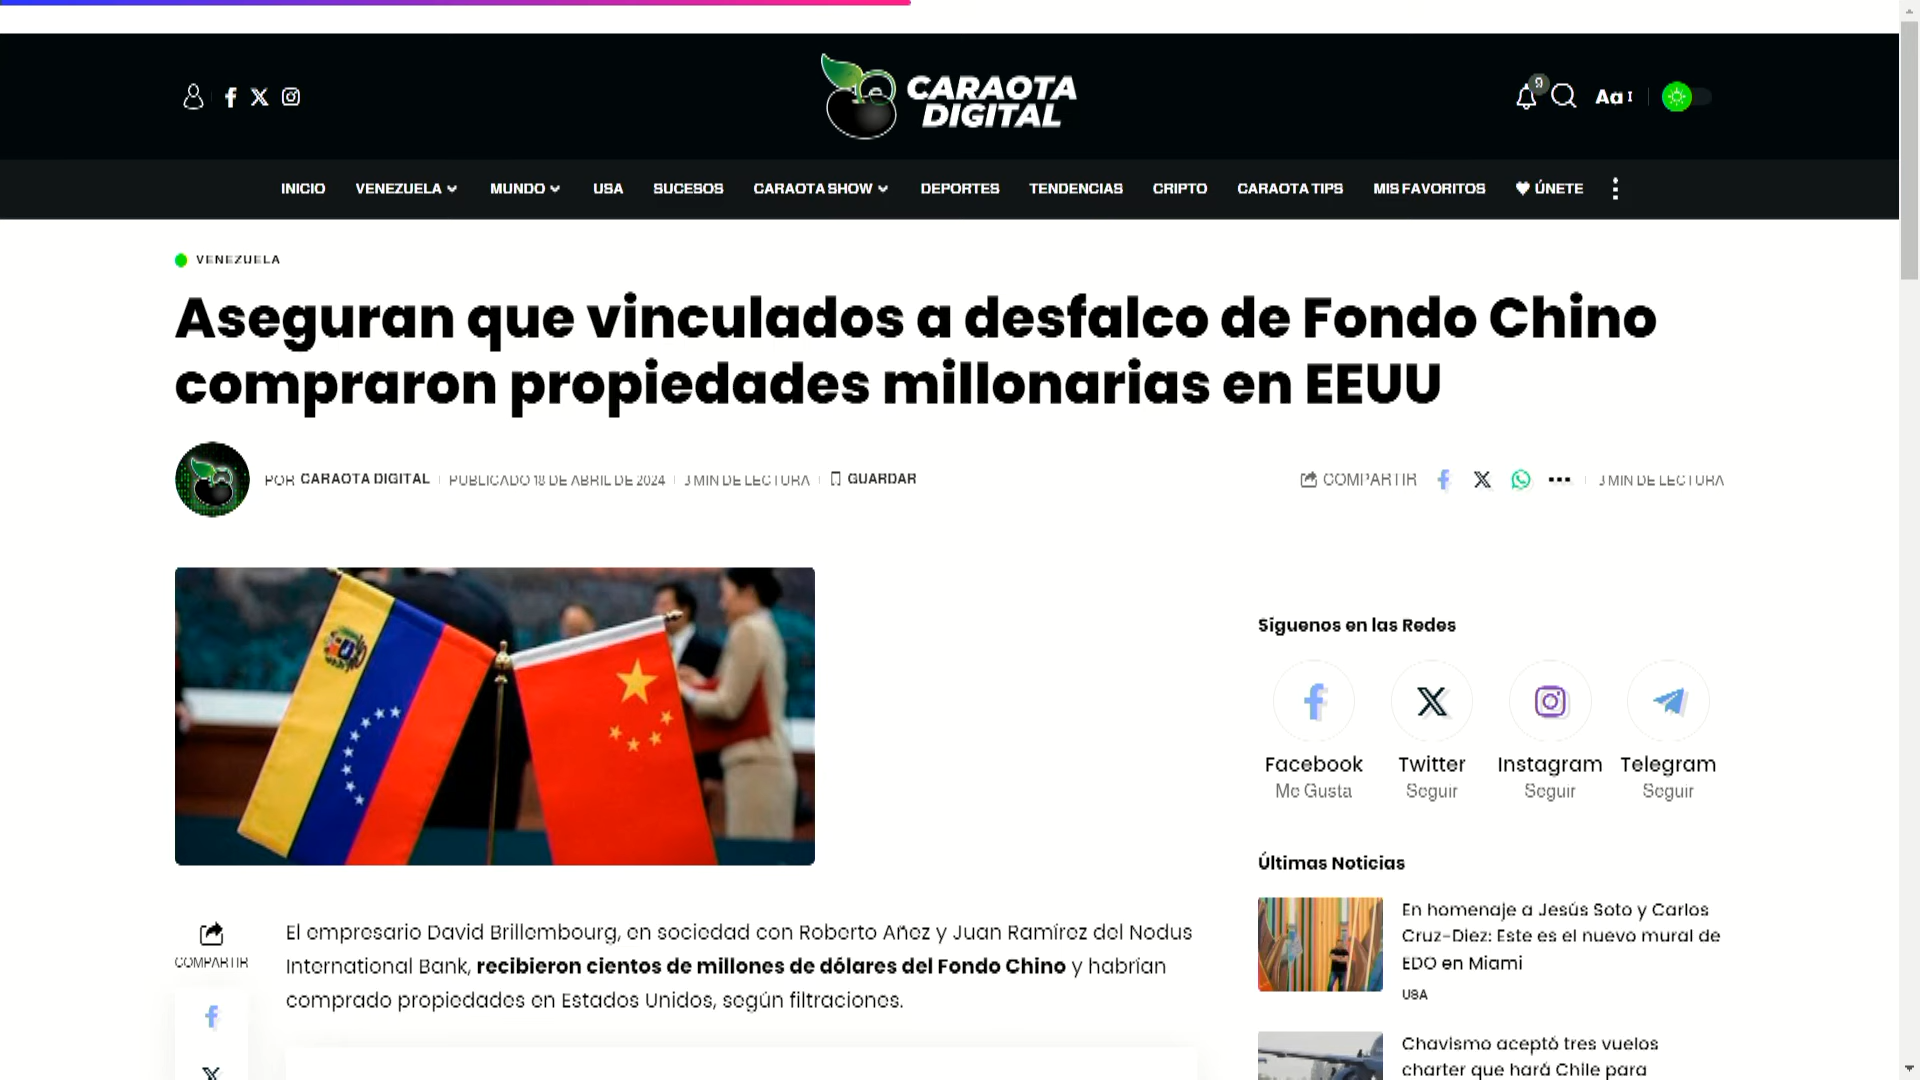 CARAOTA
DIGITAL
9
Aa
INICIO VENEZUELA MUNDO USA SUCESOS CARAOTA SHOW DEPORTES TENDENCIAS CRIPTO CARAOTA TIPS MIS FAVORITOS ÚNETE
VENEZUELA
Aseguran que vinculados a desfalco de Fondo Chino
compraron propiedades millonarias en EEUU
POR CARAOTA DIGITAL PUBLICADO 18 DE ABRIL DE 2024 3 MIN DE LECTURA GUARDAR
COMPARTIR 3 MIN DE LECTURA
Síguenos en las Redes
Facebook Twitter Instagram Telegram
Me Gusta Seguir Seguir Seguir
Últimas Noticias
En homenaje a Jesús Soto y Carlos
Cruz-Diez: Este es el nuevo mural de
EDO en Miami
USA
Chavismo aceptó tres vuelos
charter que hará Chile para
COMPARTIR
El empresario David Brillembourg, en sociedad con Roberto Añez y Juan Ramírez del Nodus
International Bank, recibieron cientos de millones de dólares del Fondo Chino y habrían
comprado propiedades en Estados Unidos, según filtraciones.